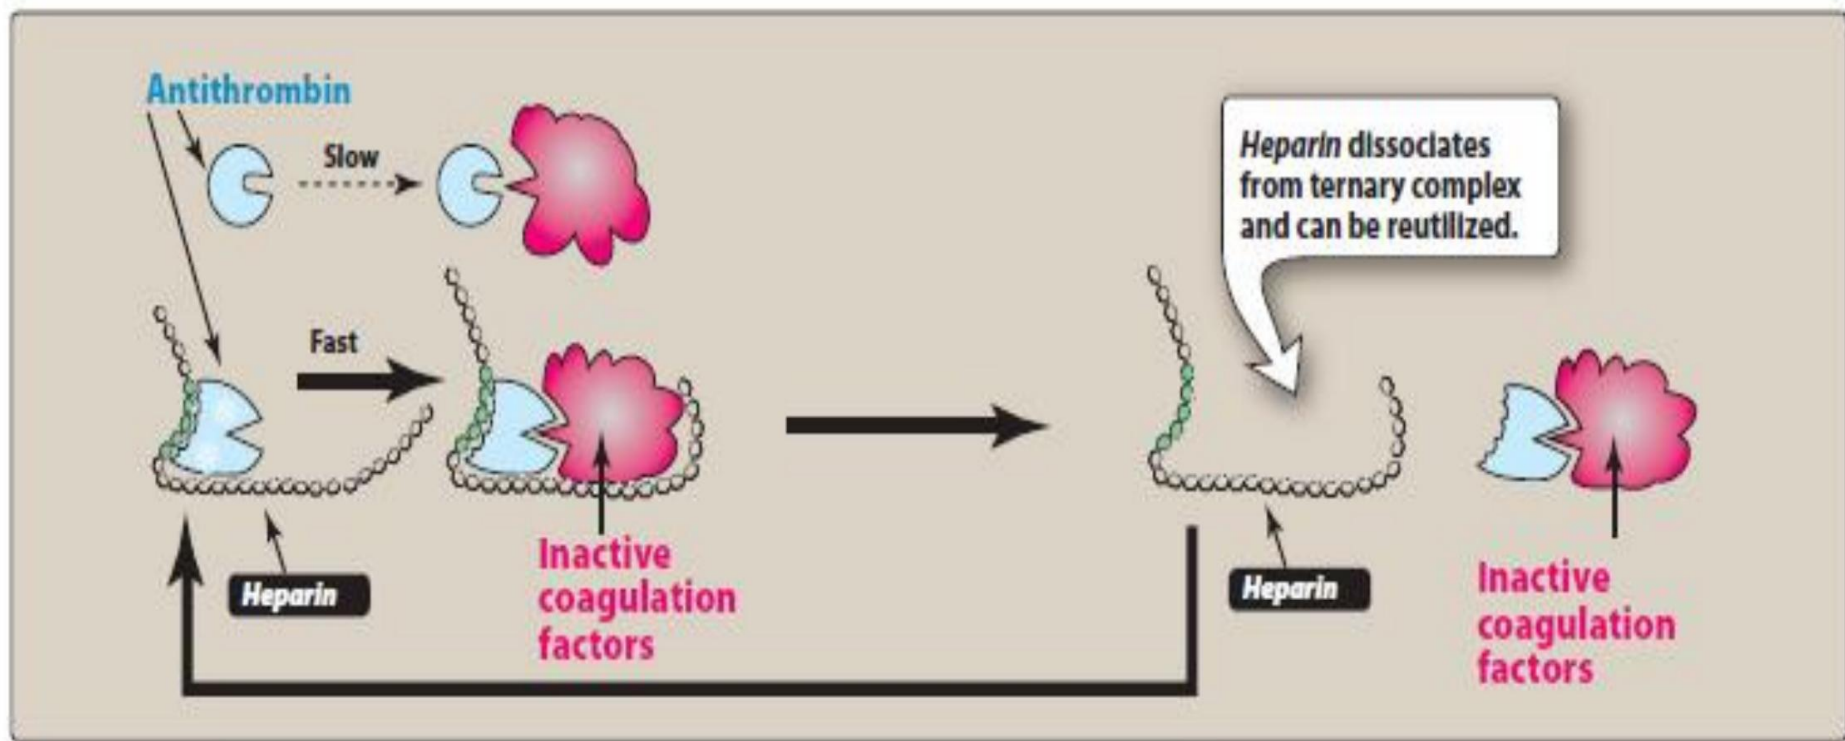 Antithrombin
Slow
Heparin dissociates
from ternary complex
and can be reutilized.
Fast
Inactive
coagulation
factors
Heparin
Heparin
Inactive
coagulation
factors